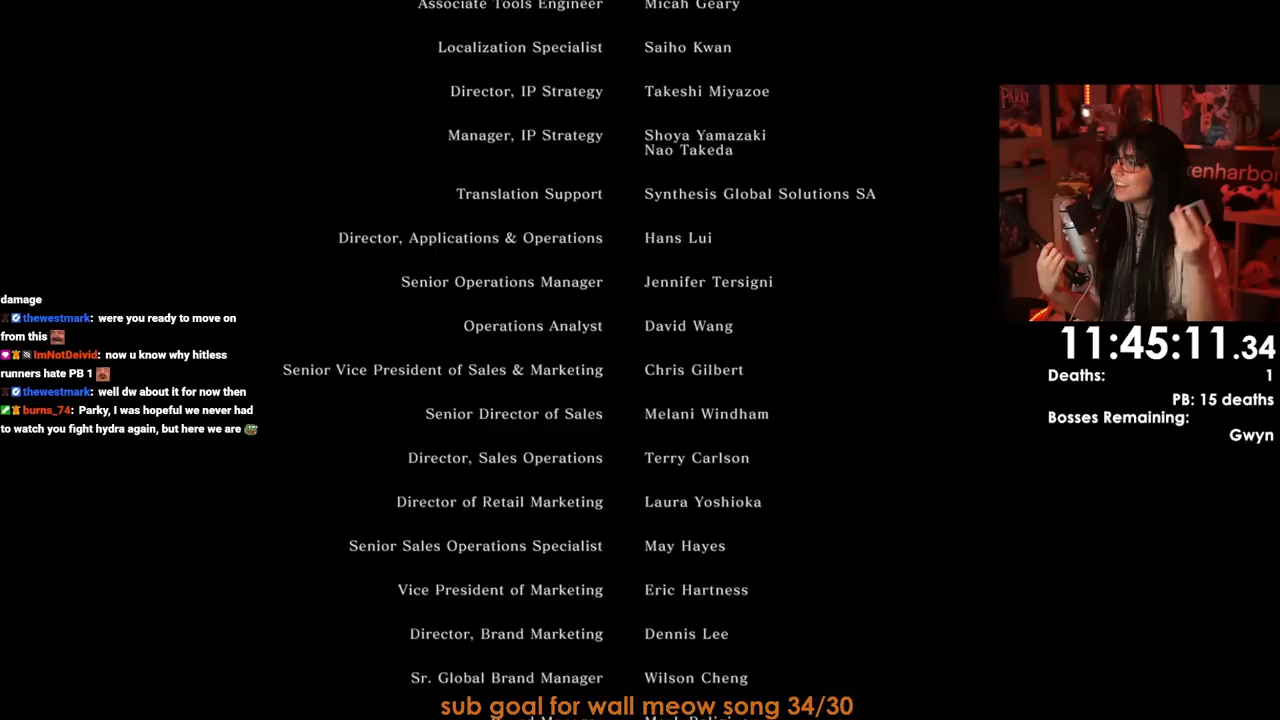 Associate Tools Engineer Micah Geary
Localization Specialist Saiho Kwan
Director, IP Strategy Takeshi Miyazoe
Manager, IP Strategy Shoya Yamazaki
Nao Takeda
Translation Support Synthesis Global Solutions SA
Director, Applications & Operations Hans Lui
Senior Operations Manager Jennifer Tersigni
Operations Analyst David Wang
Senior Vice President of Sales & Marketing Chris Gilbert
Senior Director of Sales Melani Windham
Director, Sales Operations Terry Carlson
Director of Retail Marketing Laura Yoshioka
Senior Sales Operations Specialist May Hayes
Vice President of Marketing Eric Hartness
Director, Brand Marketing Dennis Lee
Sr. Global Brand Manager Wilson Cheng
damage
thewestmark: were you ready to move on
from this
ImNotDeivid: now u know why hitless
runners hate PB 1
thewestmark: well dw about it for now then
burns_74: Parky, I was hopeful we never had
to watch you fight hydra again, but here we are
PARKY
enharbo
11:45:11.34
Deaths: 1
PB: 15 deaths
Bosses Remaining:
Gwyn
sub goal for wall meow song 34/30